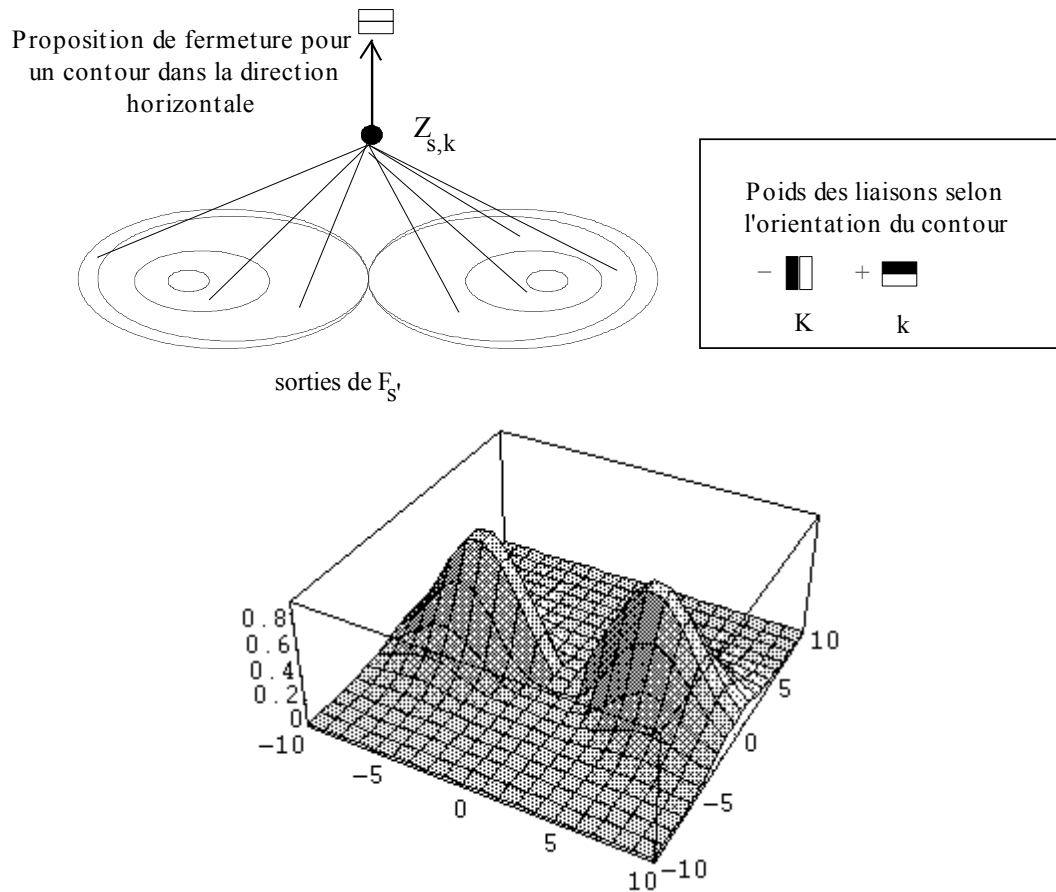 Proposition de fermeture pour
un contour dans la direction
horizontale
Z s,k
Poids des liaisons selon
l'orientation du contour
− +
K k
sorties de F s'
0.8
0.6
0.4
0.2
0
−10
−5
0
5
10
−10
−5
0
5
10